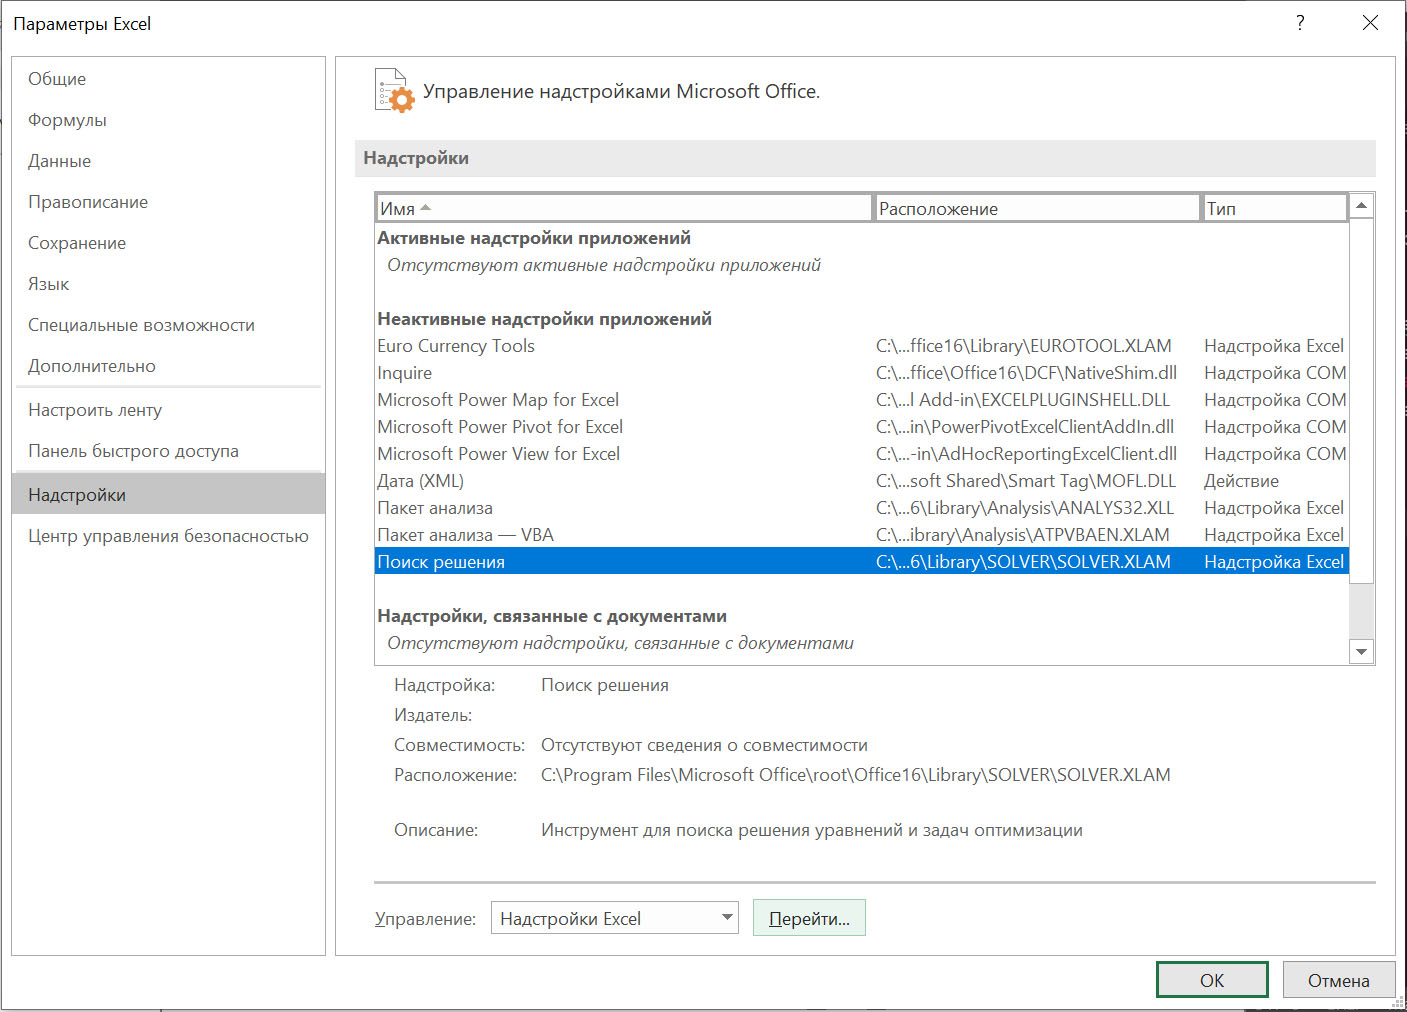 Параметры Excel
?
Общие
Формулы
Данные
Правописание
Сохранение
Язык
Специальные возможности
Дополнительно
Настроить ленту
Панель быстрого доступа
Надстройки
Центр управления безопасностью
Управление надстройками Microsoft Office.
Надстройки
Имя Расположение Тип
Активные надстройки приложений
Отсутствуют активные надстройки приложений
Неактивные надстройки приложений
Euro Currency Tools C:\...ffice16\Library\EUROTOOL.XLAM Надстройка Excel
Inquire C:\...ffice\Office16\DCF\NativeShim.dll Надстройка COM
Microsoft Power Map for Excel C:\...l Add-in\EXCELPLUGINSHELL.DLL Надстройка COM
Microsoft Power Pivot for Excel C:\...in\PowerPivotExcelClientAddIn.dll Надстройка COM
Microsoft Power View for Excel C:\...-in\AdHocReportingExcelClient.dll Надстройка COM
Дата (XML) C:\...soft Shared\Smart Tag\MOFL.DLL Действие
Пакет анализа C:\...6\Library\Analysis\ANALYS32.XLL Надстройка Excel
Пакет анализа — VBA C:\...ibrary\Analysis\ATPVBAEN.XLAM Надстройка Excel
Поиск решения C:\...6\Library\SOLVER\SOLVER.XLAM Надстройка Excel
Надстройки, связанные с документами
Отсутствуют надстройки, связанные с документами
Надстройка: Поиск решения
Издатель:
Совместимость: Отсутствуют сведения о совместимости
Расположение: C:\Program Files\Microsoft Office\root\Office16\Library\SOLVER\SOLVER.XLAM
Описание: Инструмент для поиска решения уравнений и задач оптимизации
Управление: Надстройки Excel Перейти...
ОК Отмена